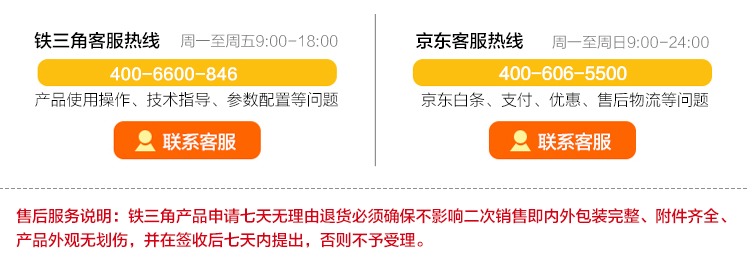 铁三角客服热线 周一至周五9:00-18:00
400-6600-846
产品使用操作、技术指导、参数配置等问题
联系客服
京东客服热线 周一至周日9:00-24:00
400-606-5500
京东白条、支付、优惠、售后物流等问题
联系客服
售后服务说明：铁三角产品申请七天无理由退货必须确保不影响二次销售即内外包装完整、附件齐全、
产品外观无划伤，并在签收后七天内提出，否则不予受理。